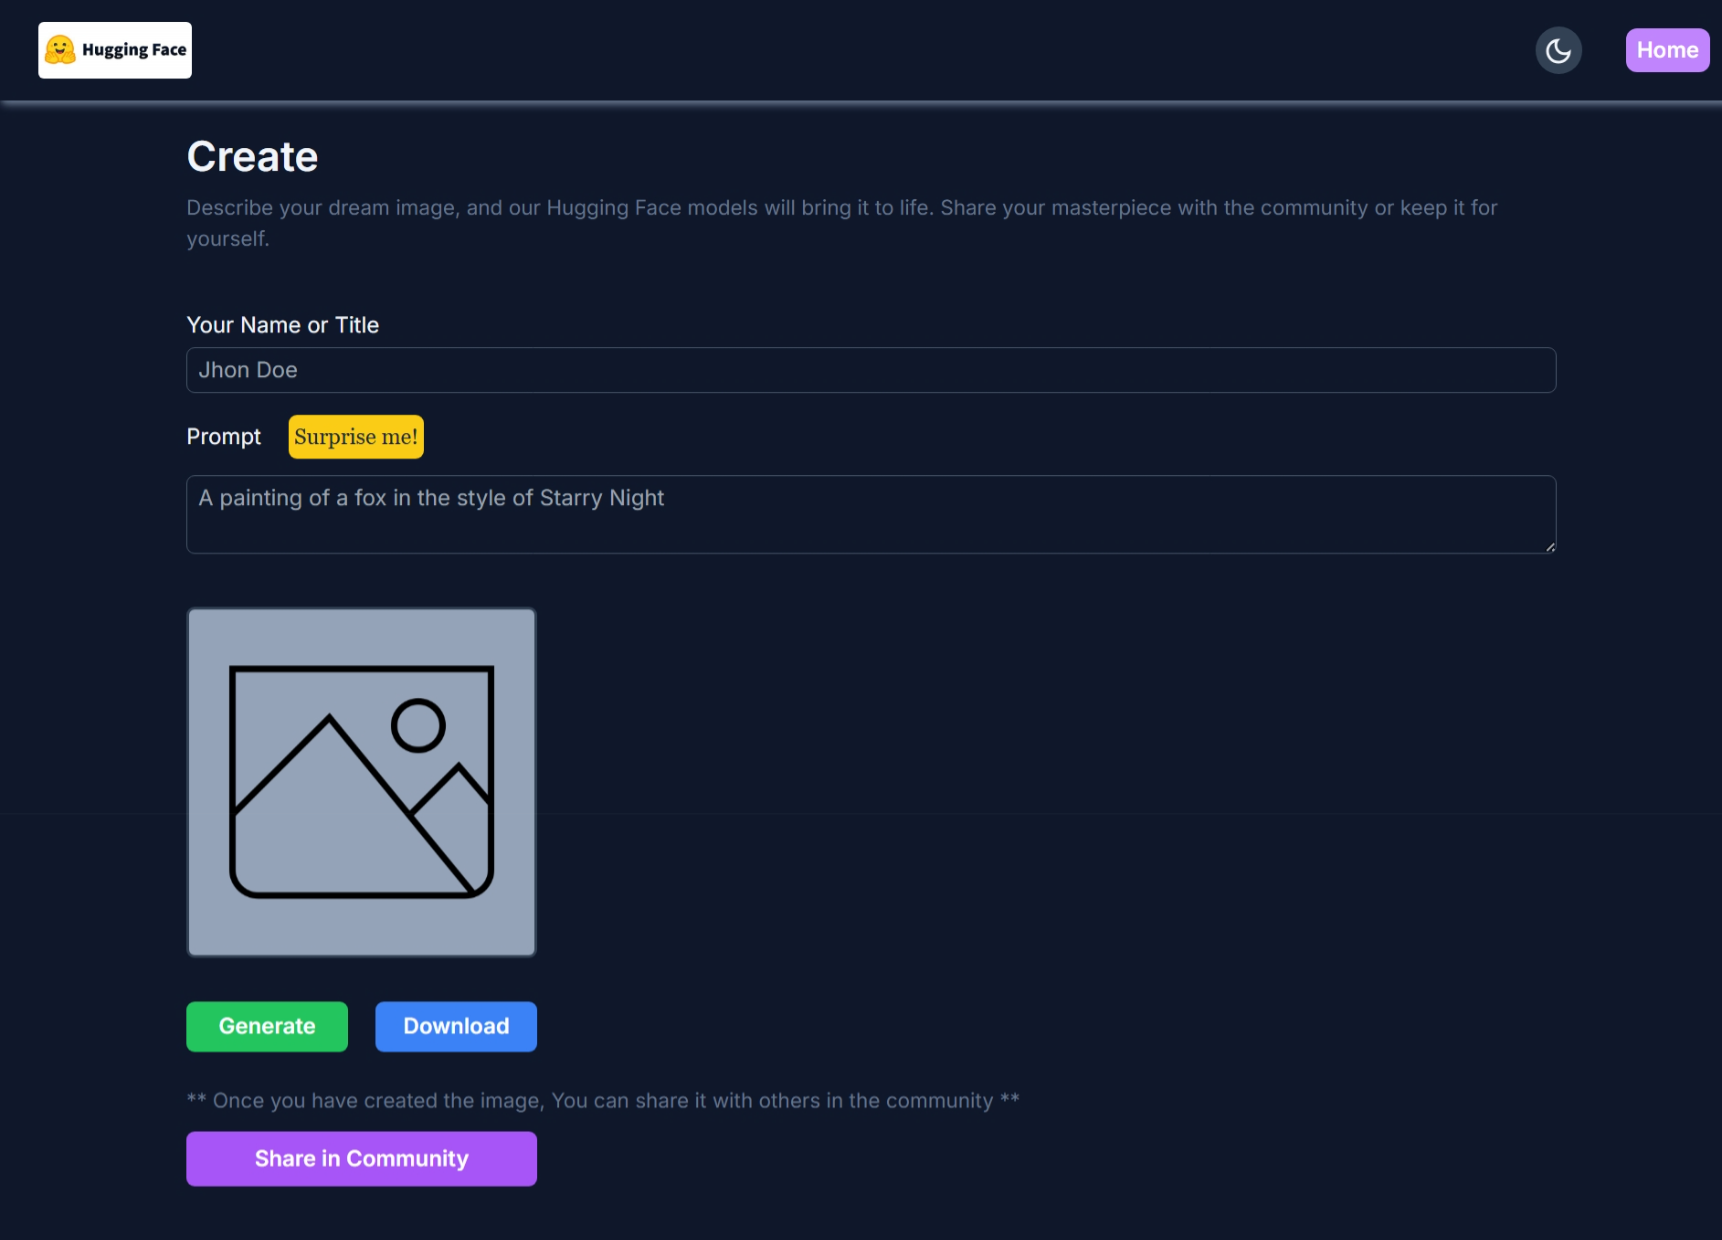 Hugging Face
Home
Create
Describe your dream image, and our Hugging Face models will bring it to life. Share your masterpiece with the community or keep it for
yourself.
Your Name or Title
Jhon Doe
Prompt
Surprise me!
A painting of a fox in the style of Starry Night
Generate
Download
** Once you have created the image, You can share it with others in the community **
Share in Community